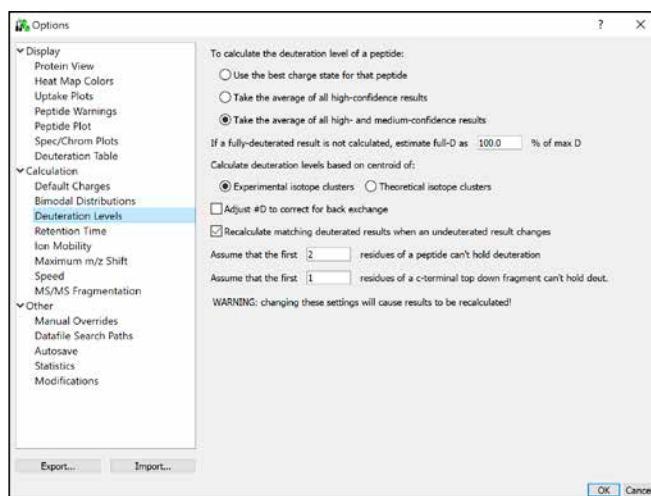 Options
Display
Protein View
Heat Map Colors
Uptake Plots
Peptide Warnings
Peptide Plot
Spec/Chrom Plots
Deuteration Table
Calculation
Default Charges
Bimodal Distributions
Deuteration Levels
Retention Time
Ion Mobility
Maximum m/z Shift
Speed
MS/MS Fragmentation
Other
Manual Overrides
Datafile Search Paths
Autosave
Statistics
Modifications
Export...
Import...
To calculate the deuteration level of a peptide:
Use the best charge state for that peptide
Take the average of all high-confidence results
Take the average of all high- and medium-confidence results
If a fully-deuterated result is not calculated, estimate full-D as 100.0 % of max D
Calculate deuteration levels based on centroid of:
Experimental isotope clusters Theoretical isotope clusters
Adjust #D to correct for back exchange
Recalculate matching deuterated results when an undeuterated result changes
Assume that the first 2 residues of a peptide can't hold deuteration
Assume that the first 1 residues of a c-terminal top down fragment can't hold deut.
WARNING: changing these settings will cause results to be recalculated!
OK Cance